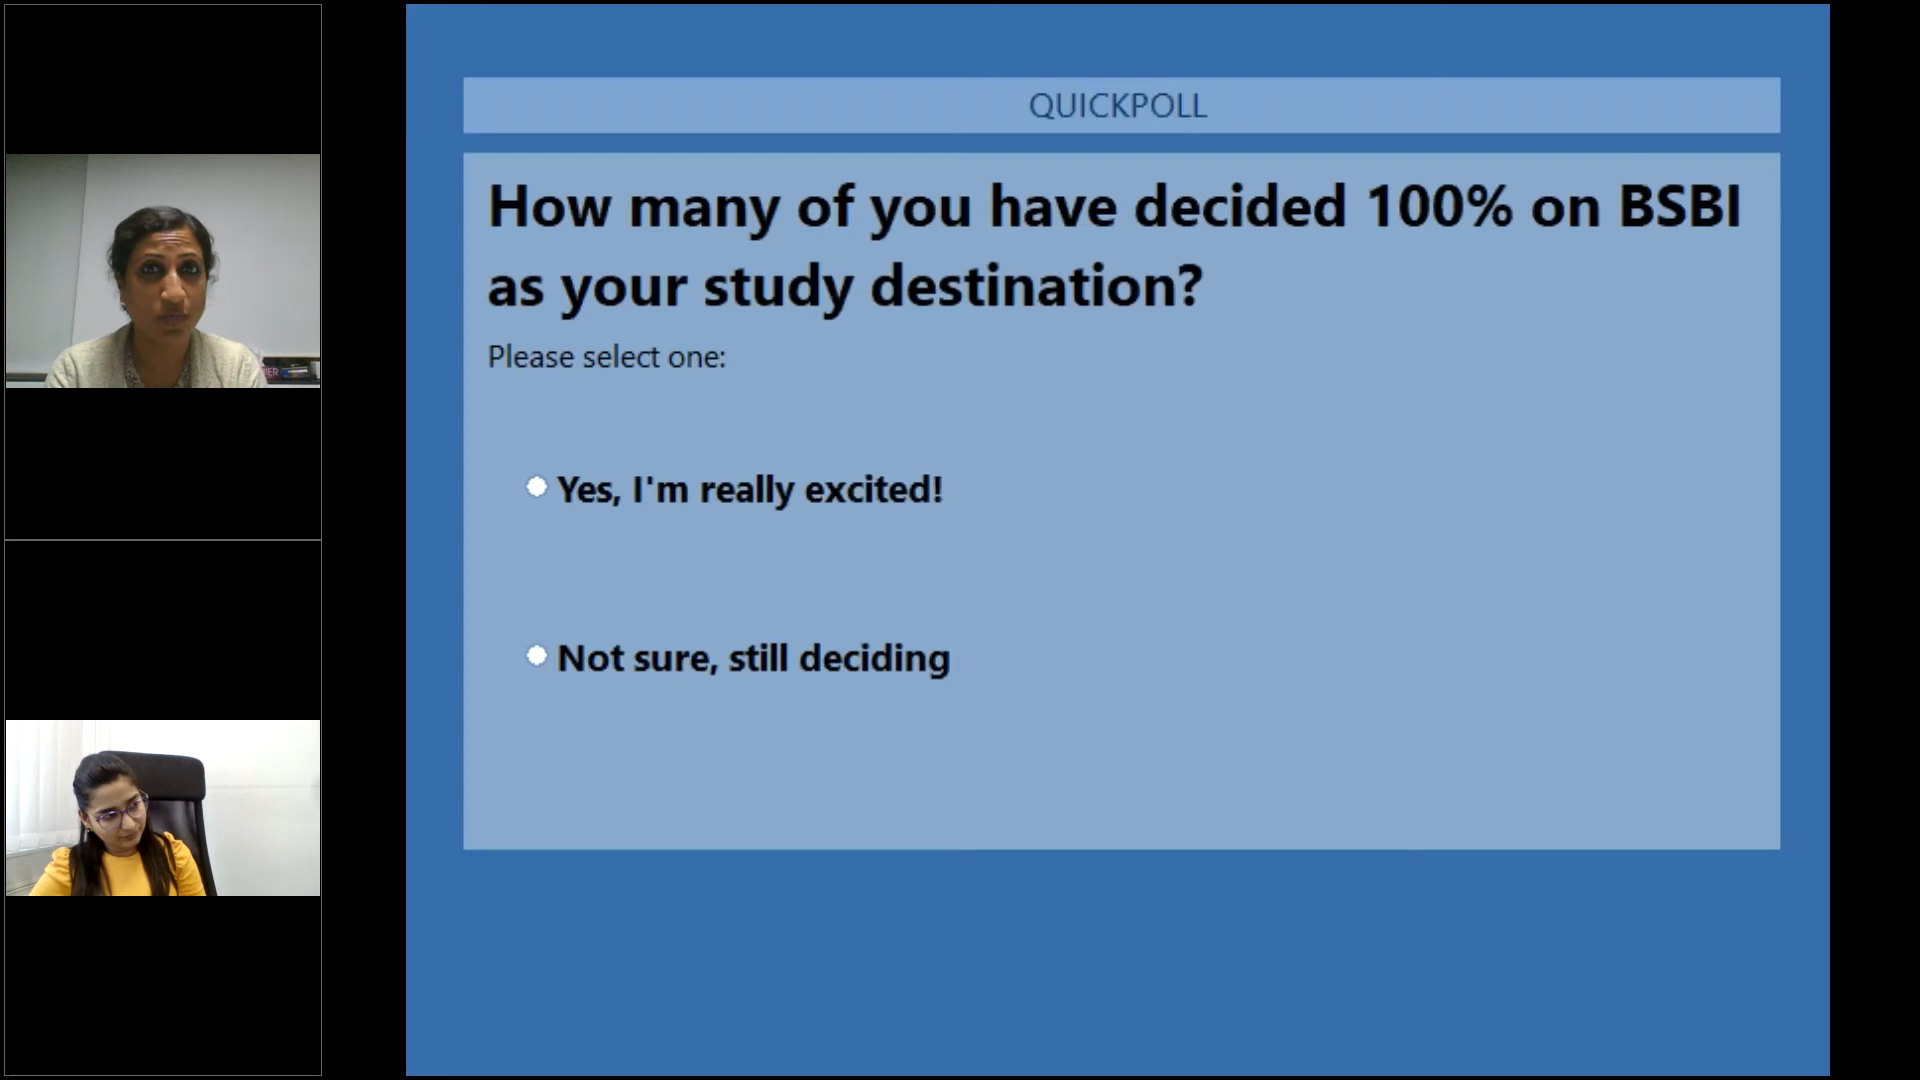 QUICKPOLL
How many of you have decided 100% on BSBI
as your study destination?
Please select one:
Yes, I'm really excited!
Not sure, still deciding